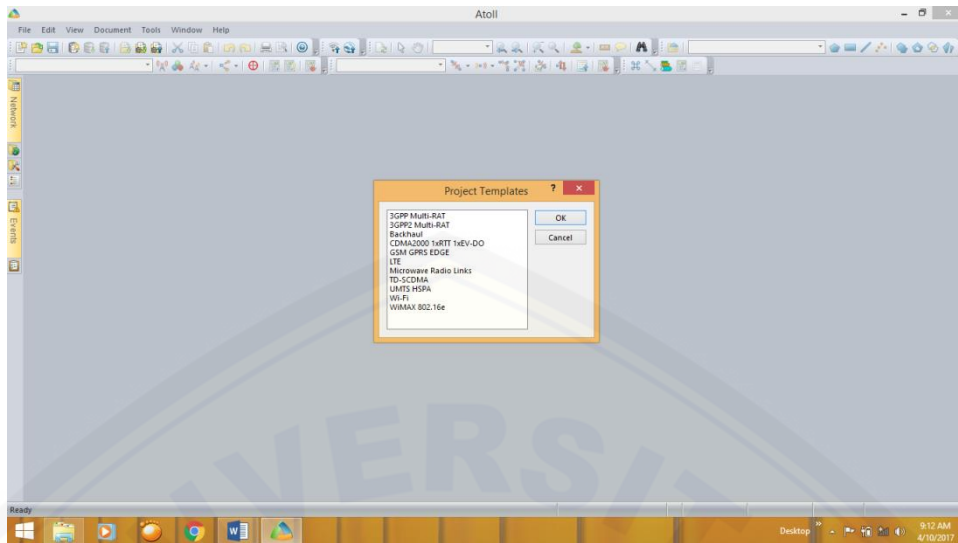 Atoll
File Edit View Document Tools Window Help
Network
Events
Project Templates ?
3GPP Multi-RAT
3GPP2 Multi-RAT
Backhaul
CDMA2000 1xRTT 1xEV-DO
GSM GPRS EDGE
LTE
Microwave Radio Links
TD-SCDMA
UMTS HSPA
Wi-Fi
WiMAX 802.16e
OK
Cancel
VERSIT
Ready
W
Desktop
9:12 AM
4/10/2017